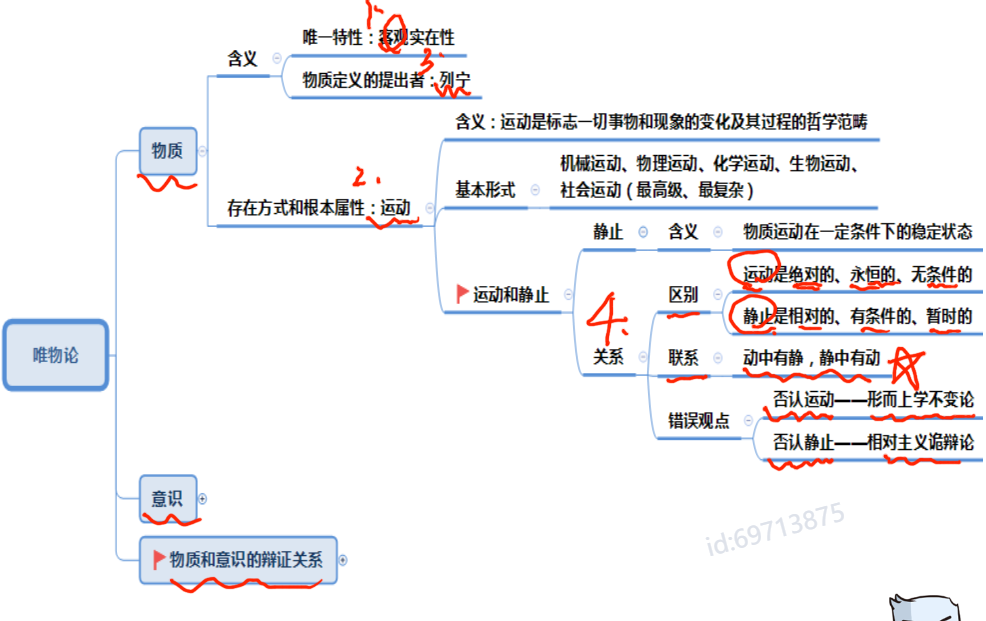 1.
唯一特性：客观实在性
含义
3.
物质定义的提出者：列宁
含义：运动是标志一切事物和现象的变化及其过程的哲学范畴
物质
机械运动、物理运动、化学运动、生物运动、
基本形式
社会运动（最高级、最复杂）
2.
存在方式和根本属性：运动
静止
含义
物质运动在一定条件下的稳定状态
运动是绝对的、永恒的、无条件的
运动和静止
区别
4.
静止是相对的、有条件的、暂时的
唯物论
关系
联系
动中有静，静中有动
否认运动——形而上学不变论
错误观点
否认静止——相对主义诡辩论
意识
id:69713875
物质和意识的辩证关系